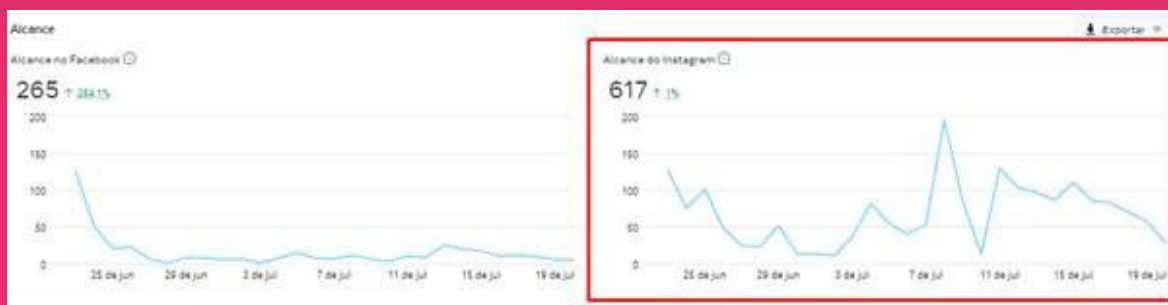 Alcance
Exportar
Alcance no Facebook
265 ↑ 284.1%
200
150
100
50
0
25 de jun
29 de jun
3 de jul
7 de jul
11 de jul
15 de jul
19 de jul
Alcance do Instagram
617 ↑ 1%
200
150
100
50
0
25 de jun
29 de jun
3 de jul
7 de jul
11 de jul
15 de jul
19 de jul